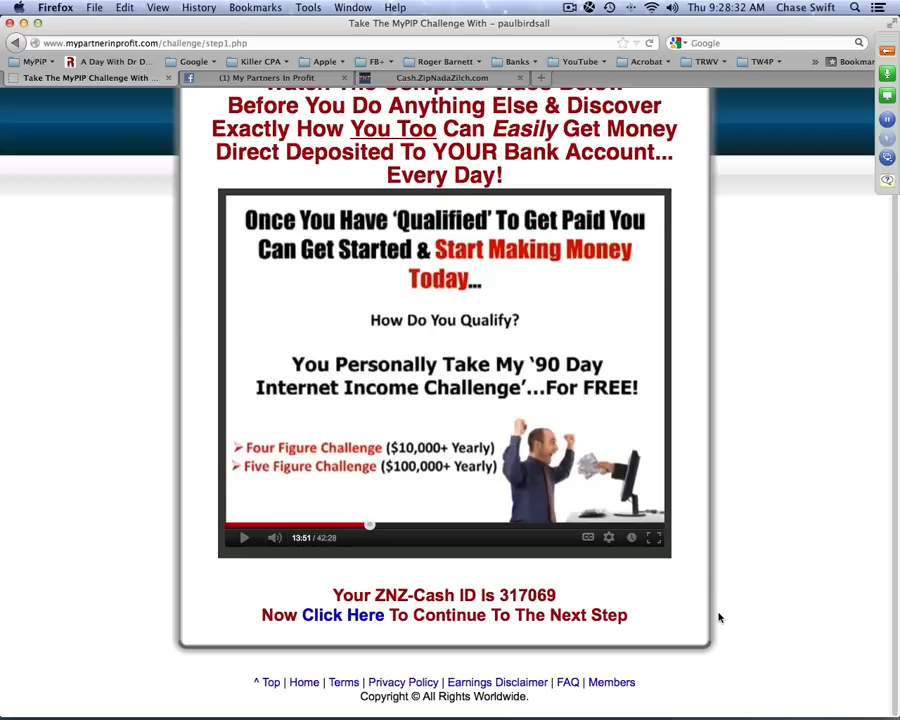 Firefox File Edit View History Bookmarks Tools Window Help Thu 9:28:32 AM Chase Swift
Take The MyPIP Challenge With - paulbirdsall
www.mypartnerinprofit.com/challenge/step1.php Google
MyPiP A Day With Dr D... Google Killer CPA Apple FB+ Roger Barnett Banks YouTube Acrobat TRWV TW4P » Bookmar
Take The MyPIP Challenge With ... (1) My Partners In Profit Cash.ZipNadaZilch.com
Watch The Complete Video Below
Before You Do Anything Else & Discover
Exactly How You Too Can Easily Get Money
Direct Deposited To YOUR Bank Account...
Every Day!
Once You Have ‘Qualified’ To Get Paid You
Can Get Started & Start Making Money
Today...
How Do You Qualify?
You Personally Take My ‘90 Day
Internet Income Challenge’...For FREE!
Four Figure Challenge ($10,000+ Yearly)
Five Figure Challenge ($100,000+ Yearly)
13:51 / 42:28
Your ZNZ-Cash ID Is 317069
Now Click Here To Continue To The Next Step
^ Top | Home | Terms | Privacy Policy | Earnings Disclaimer | FAQ | Members
Copyright © All Rights Worldwide.